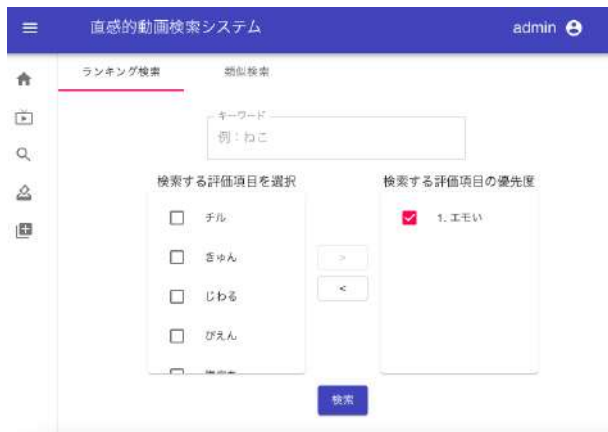 直感的動画検索システム
admin
ランキング検索
類似検索
キーワード
例：ねこ
検索する評価項目を選択
検索する評価項目の優先度
チル
きゅん
じわる
ぴえん
1. エモい
>
<
検索